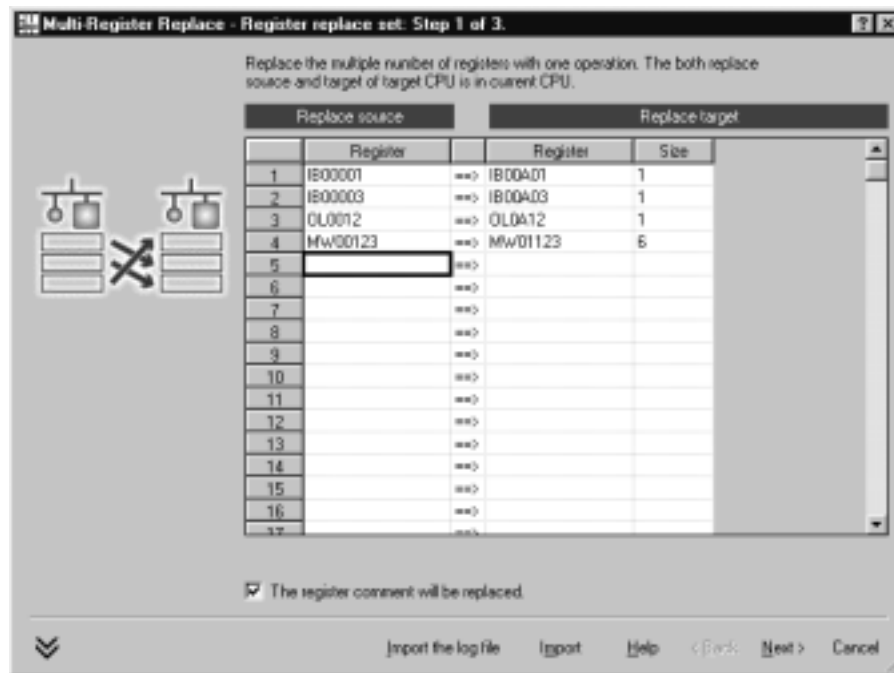 Multi-Register Replace - Register replace set: Step 1 of 3.
Replace the multiple number of registers with one operation. The both replace
source and target of target CPU is in current CPU.
Replace source Replace target
Register Register Size
1 IB00001 ==> IB00A01 1
2 IB00003 ==> IB00A03 1
3 OL0012 ==> OL0A12 1
4 MW00123 ==> MW01123 6
5 ==>
6 ==>
7 ==>
8 ==>
9 ==>
10 ==>
11 ==>
12 ==>
13 ==>
14 ==>
15 ==>
16 ==>
17 ==>
The register comment will be replaced.
Import the log file Import Help < Back Next > Cancel